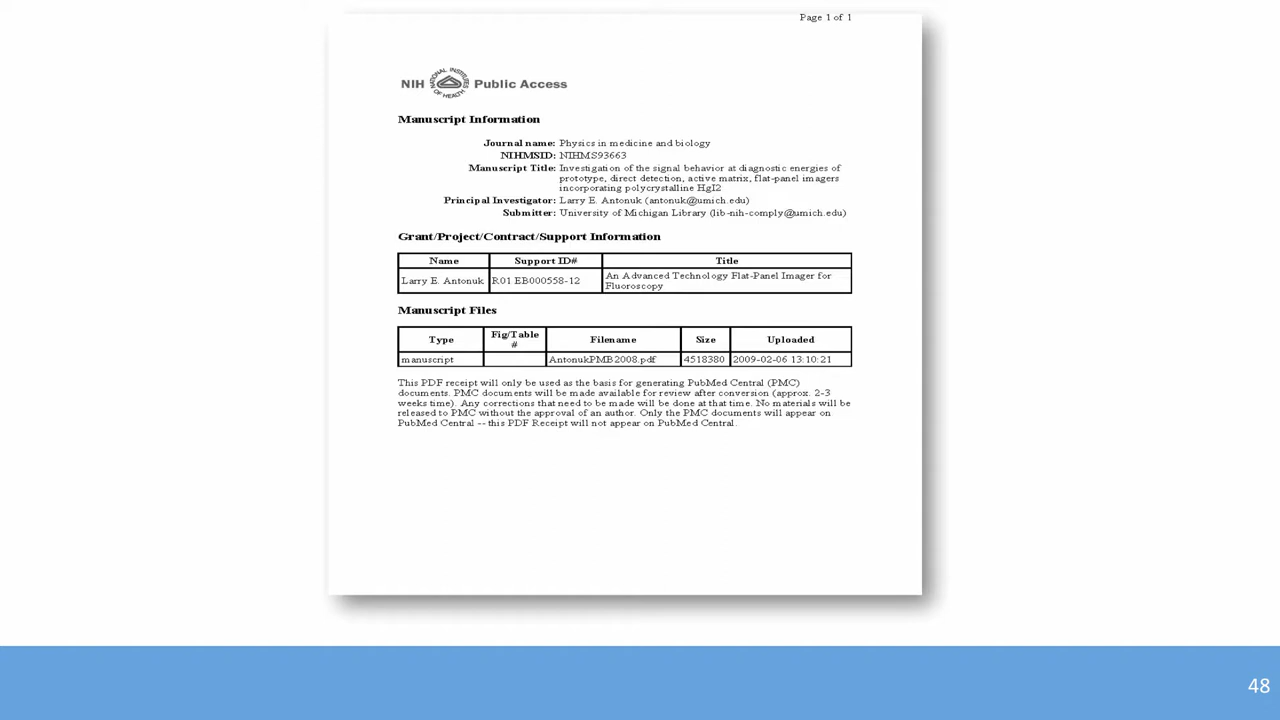 Page 1 of 1
NIH NATIONAL INSTITUTES OF HEALTH Public Access
Manuscript Information
Journal name: Physics in medicine and biology
NIHMSID: NIHMS93663
Manuscript Title: Investigation of the signal behavior at diagnostic energies of
prototype, direct detection, active matrix, flat-panel imagers
incorporating polycrystalline HgI2
Principal Investigator: Larry E. Antonuk (antonuk@umich.edu)
Submitter: University of Michigan Library (lib-nih-comply@umich.edu)
Grant/Project/Contract/Support Information
Name Support ID# Title
Larry E. Antonuk R01 EB000558-12 An Advanced Technology Flat-Panel Imager for
Fluoroscopy
Manuscript Files
Type Fig/Table # Filename Size Uploaded
manuscript AntonukPMB2008.pdf 4518380 2009-02-06 13:10:21
This PDF receipt will only be used as the basis for generating PubMed Central (PMC)
documents. PMC documents will be made available for review after conversion (approx. 2-3
weeks time). Any corrections that need to be made will be done at that time. No materials will be
released to PMC without the approval of an author. Only the PMC documents will appear on
PubMed Central -- this PDF Receipt will not appear on PubMed Central.
48